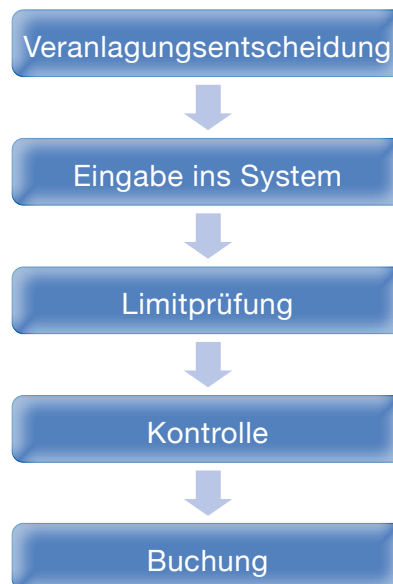 Veranlagungsentscheidung
Eingabe ins System
Limitprüfung
Kontrolle
Buchung